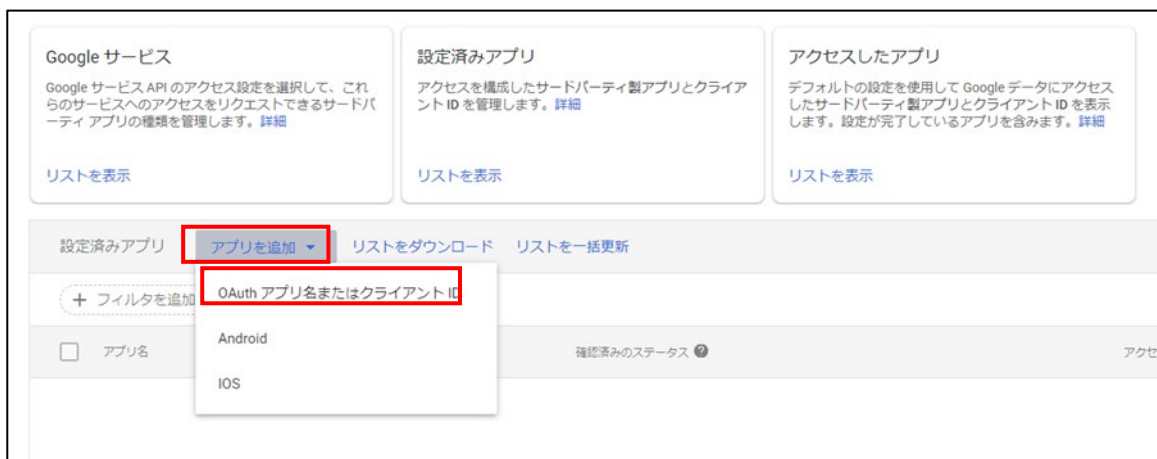 Google サービス
Google サービス API のアクセス設定を選択して、これ
らのサービスへのアクセスをリクエストできるサードパ
ーティ アプリの種類を管理します。詳細
リストを表示
設定済みアプリ
アクセスを構成したサードパーティ製アプリとクライア
ント ID を管理します。詳細
リストを表示
アクセスしたアプリ
デフォルトの設定を使用して Google データにアクセス
したサードパーティ製アプリとクライアント ID を表示
します。設定が完了しているアプリを含みます。詳細
リストを表示
設定済みアプリ アプリを追加 リストをダウンロード リストを一括更新
+ フィルタを追加
OAuth アプリ名またはクライアント ID
Android
IOS
アプリ名 確認済みのステータス ? アクセ